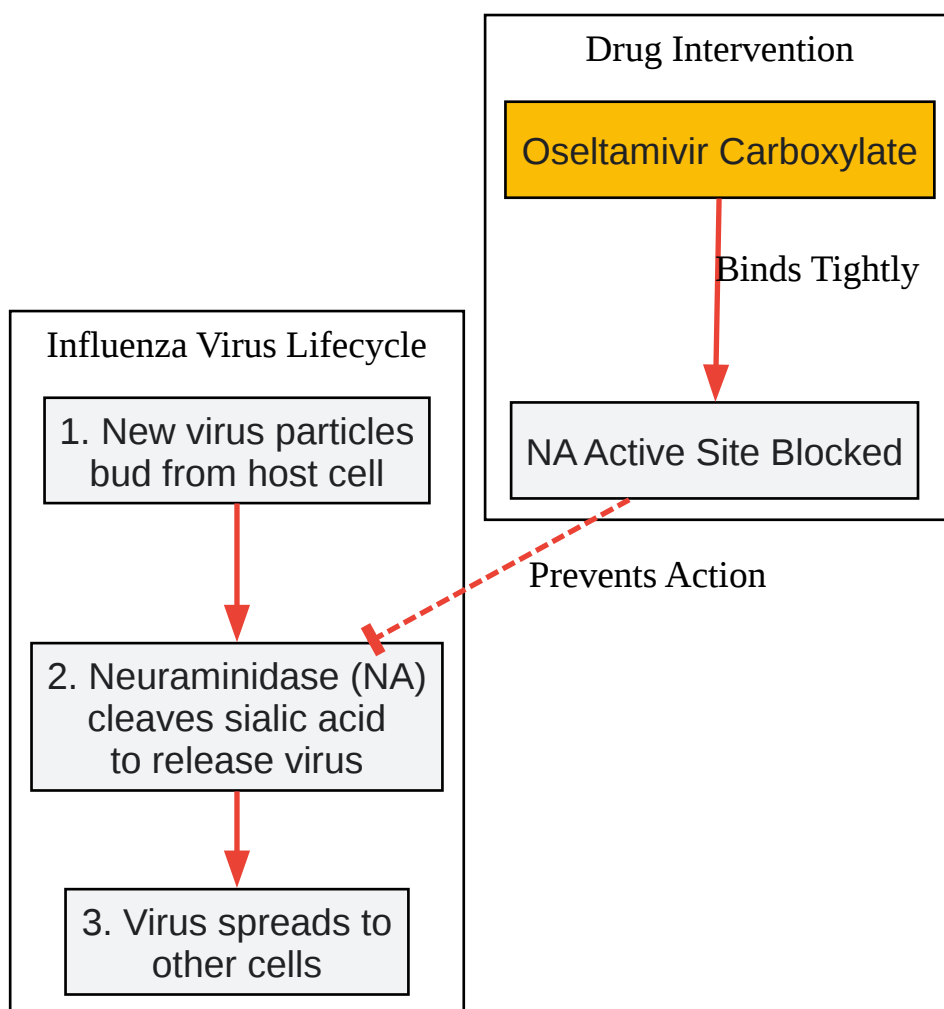 Drug Intervention
Oseltamivir Carboxylate
Binds Tightly
NA Active Site Blocked
Prevents Action
Influenza Virus Lifecycle
1. New virus particles
bud from host cell
2. Neuraminidase (NA)
cleaves sialic acid
to release virus
3. Virus spreads to
other cells